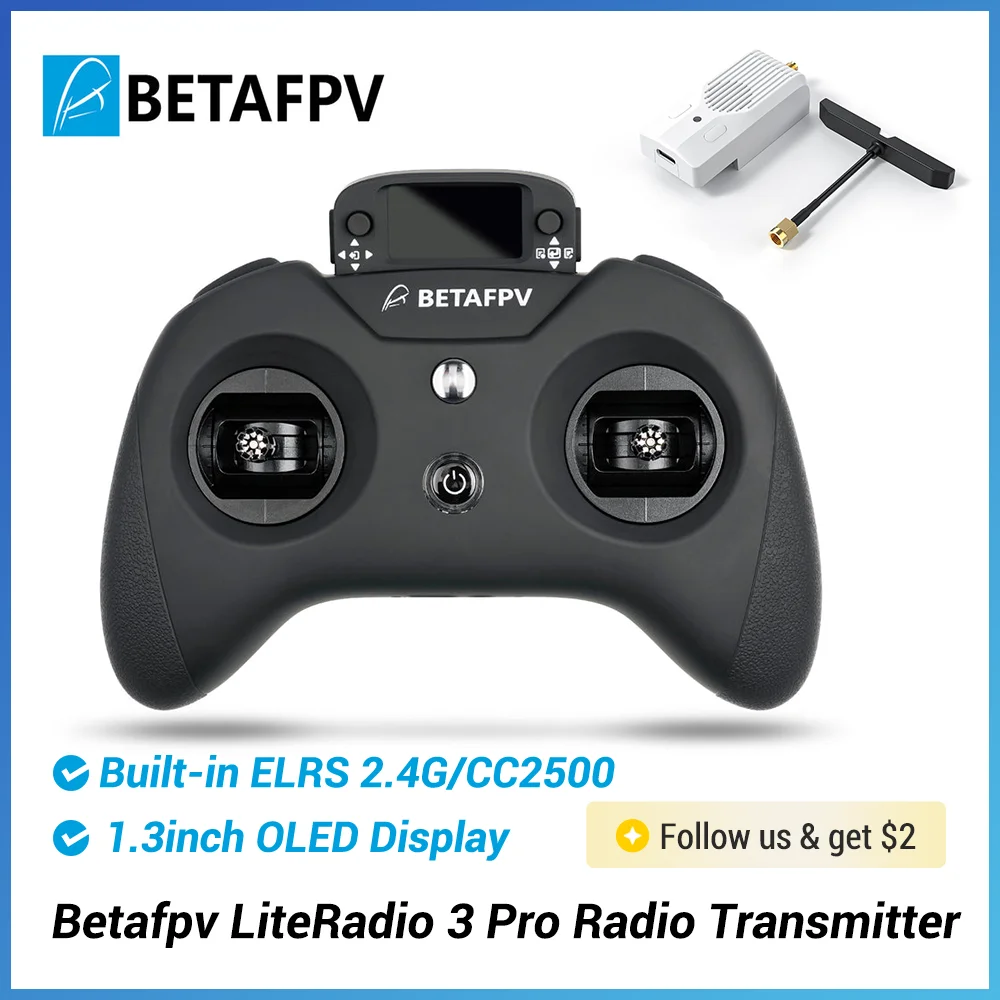 BETAFPV
BETAFPV
Built-in ELRS 2.4G/CC2500
1.3inch OLED Display
Follow us & get $2
Betafpv LiteRadio 3 Pro Radio Transmitter